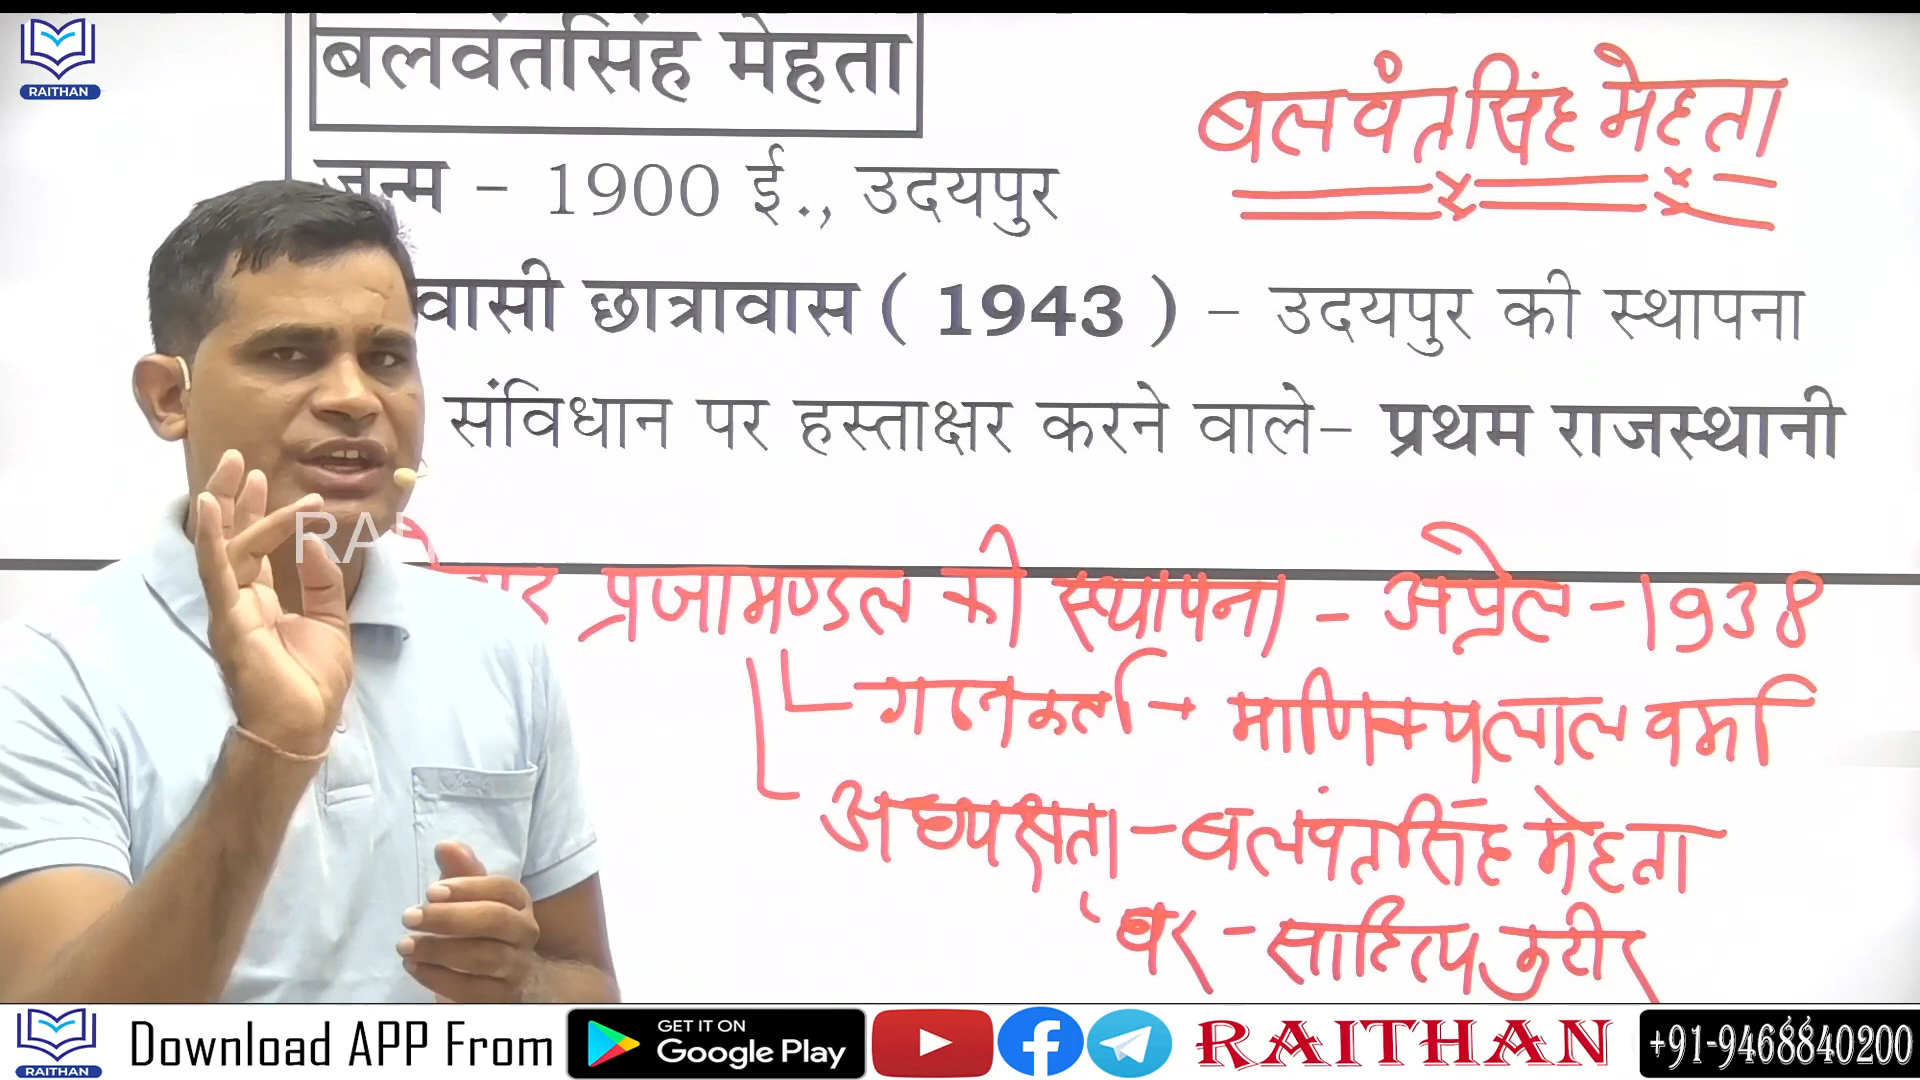 RAITHAN
बलवंतसिंह मेहता
बलवंतसिंह मेहता
जन्म - 1900 ई., उदयपुर
वासी छात्रावास ( 1943 ) - उदयपुर की स्थापना
संविधान पर हस्ताक्षर करने वाले- प्रथम राजस्थानी
RAI
प्रजामण्डल की स्थापना - अप्रैल - 1938
माणिक्यलाल वर्मा
अध्यक्षता - बलवंतसिंह मेहता
घर - साहित्य कुटीर
RAITHAN
Download APP From
GET IT ON
Google Play
RAITHAN
+91-9468840200